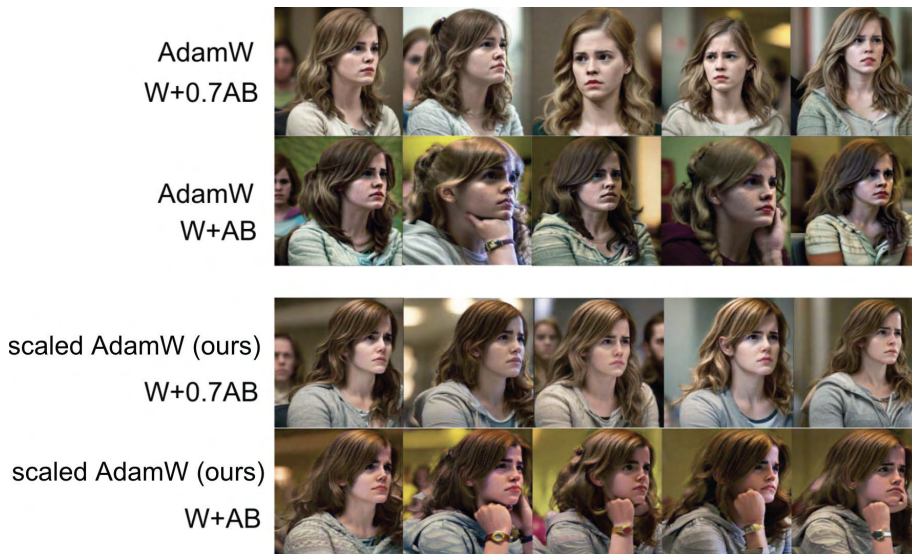 AdamW
W+0.7AB
AdamW
W+AB
scaled AdamW (ours)
W+0.7AB
scaled AdamW (ours)
W+AB